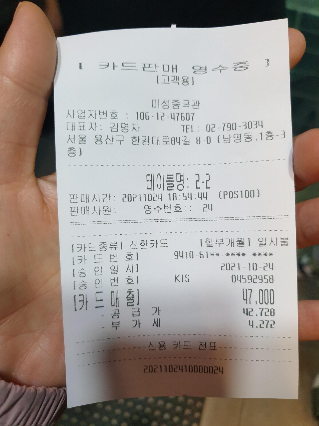 [ 카드판매 영수증 ]
[고객용]
미성중국관
사업자번호 : 106-12-47607
대표자: 김명자 TEL: 02-790-3034
서울 용산구 한강대로84길 8-0 (남영동,1층-3
층)
테이블명: 2-2
판매시간: 20211024 18:54:44 (POS100)
판매사원: 영수번호 : 24
[카드종류] 신한카드 [할부개월] 일시불
[카 드 번 호] 9410-61**-****-****
[승 인 일 시] 2021-10-24
[승 인 번 호] KIS 04592958
[카드 매출] 47,000
- 공 급 가 42,728
- 부 가 세 4,272
신용 카드 전표
2021102410000024